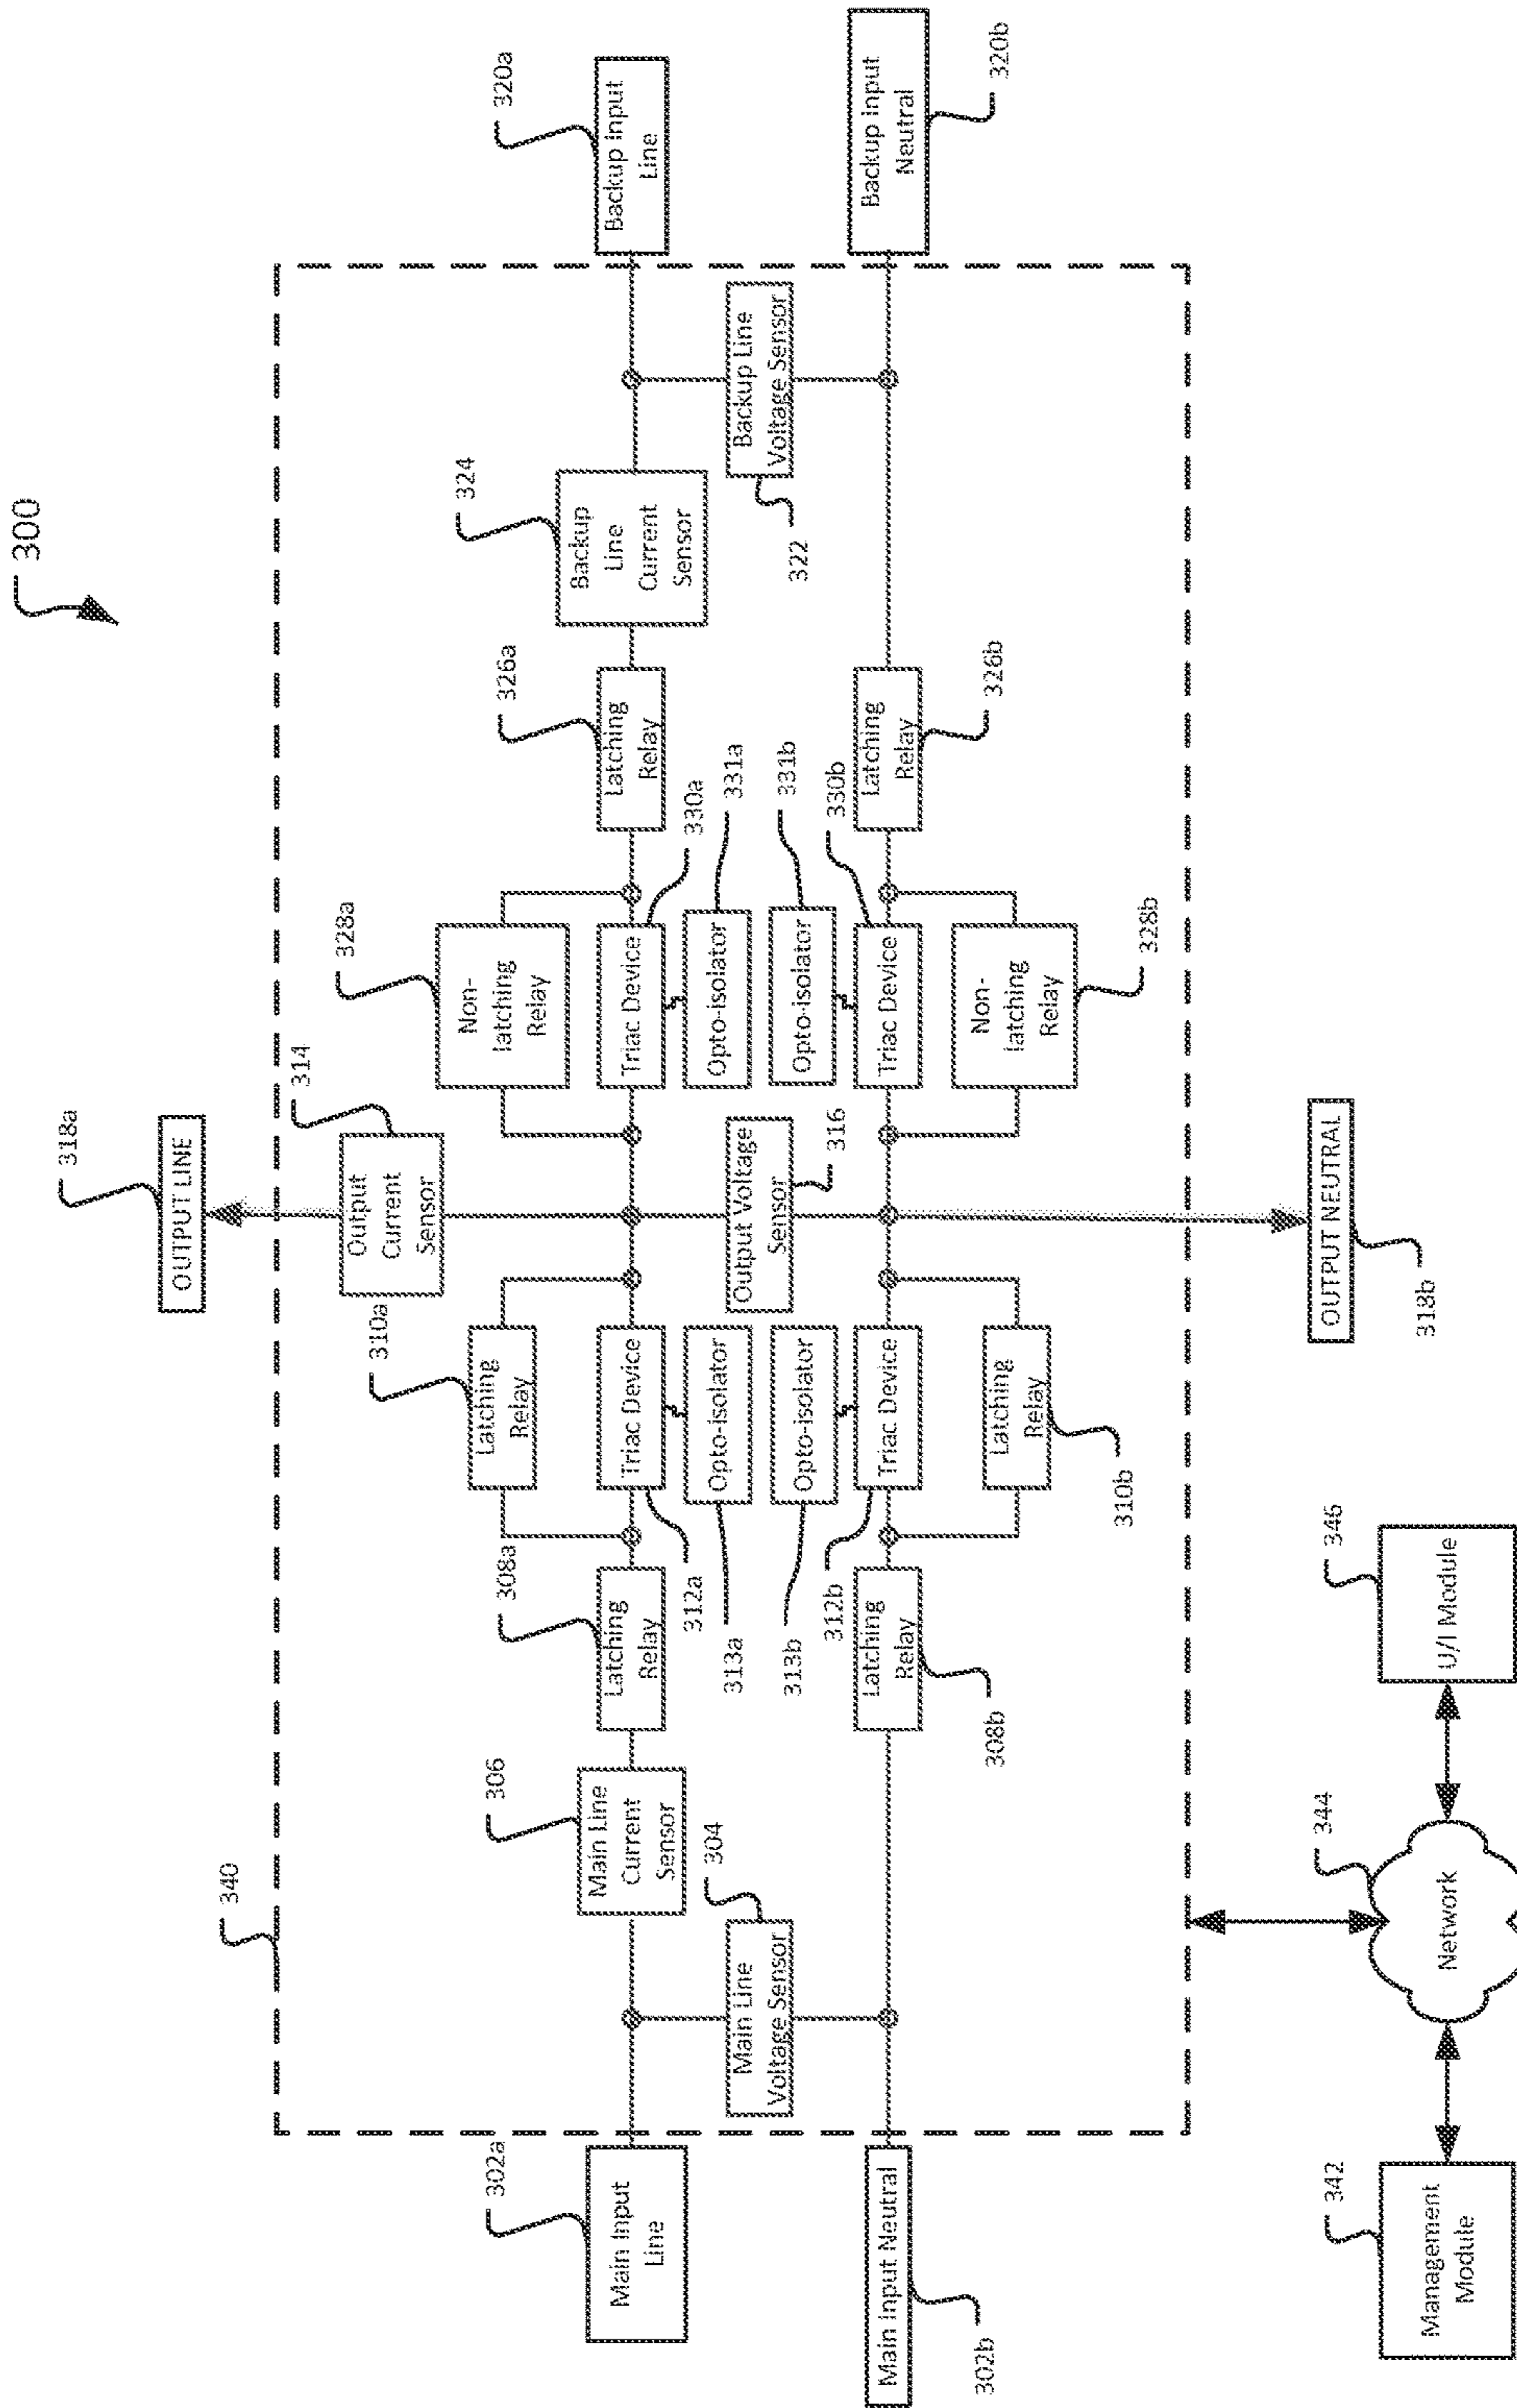 300
318a
OUTPUT LINE
314
Output
Current
Sensor
340
306
Main Line
Current
Sensor
308a
Latching
Relay
310a
Latching
Relay
328a
Non-
latching
Relay
326a
Latching
Relay
324
Backup
Line
Current
Sensor
320a
Backup Input
Line
302a
Main Input
Line
312a
Triac Device
313a
Opto-isolator
330a
Triac Device
331a
Opto-isolator
304
Main Line
Voltage Sensor
Output Voltage
Sensor
316
Backup Line
Voltage Sensor
322
313b
Opto-isolator
312b
Triac Device
331b
Opto-isolator
330b
Triac Device
302b
Main Input Neutral
308b
Latching
Relay
310b
Latching
Relay
328b
Non-
latching
Relay
326b
Latching
Relay
320b
Backup Input
Neutral
318b
OUTPUT NEUTRAL
342
Management
Module
344
Network
346
U/I Module